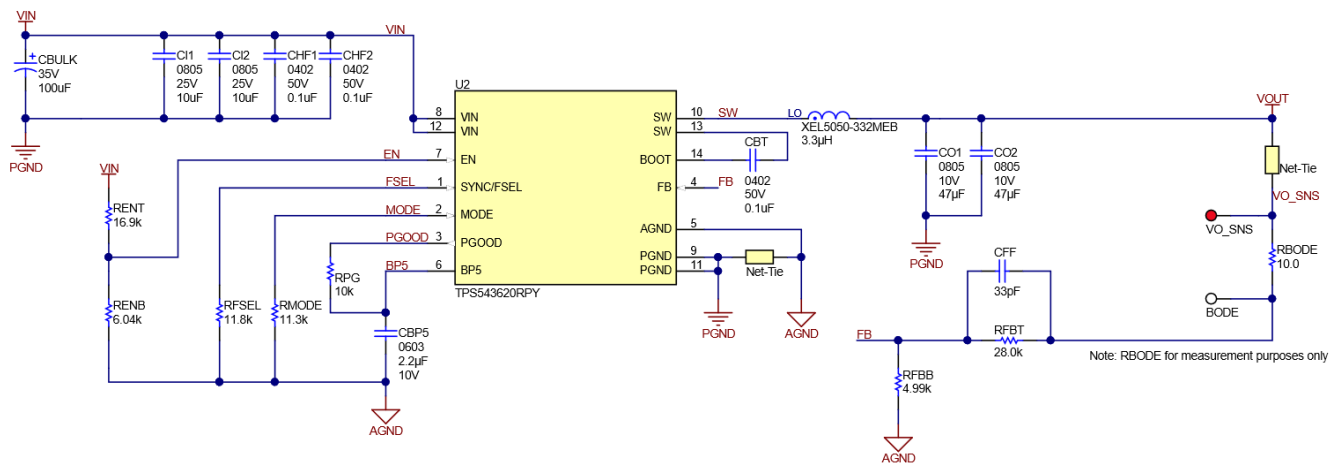 VIN
CBULK
35V
100uF
PGND
CI1
0805
25V
10uF
CI2
0805
25V
10uF
CHF1
0402
50V
0.1uF
CHF2
0402
50V
0.1uF
VIN
VIN
RENT
16.9k
RENB
6.04k
EN
FSEL
MODE
PGOOD
BP5
RFSEL
11.8k
RMODE
11.3k
RPG
10k
CBP5
0603
2.2µF
10V
AGND
U2
8 VIN
12 VIN
7 EN
1 SYNC/FSEL
2 MODE
3 PGOOD
6 BP5
SW 10
SW 13
BOOT 14
FB 4
AGND 5
PGND 9
PGND 11
TPS543620RPY
SW
FB
CBT
0402
50V
0.1uF
Net-Tie
PGND
AGND
LO
XEL5050-332MEB
3.3µH
CO1
0805
10V
47µF
CO2
0805
10V
47µF
PGND
VOUT
Net-Tie
VO_SNS
VO_SNS
RBODE
10.0
BODE
CFF
33pF
FB
RFBT
28.0k
RFBB
4.99k
AGND
Note: RBODE for measurement purposes only